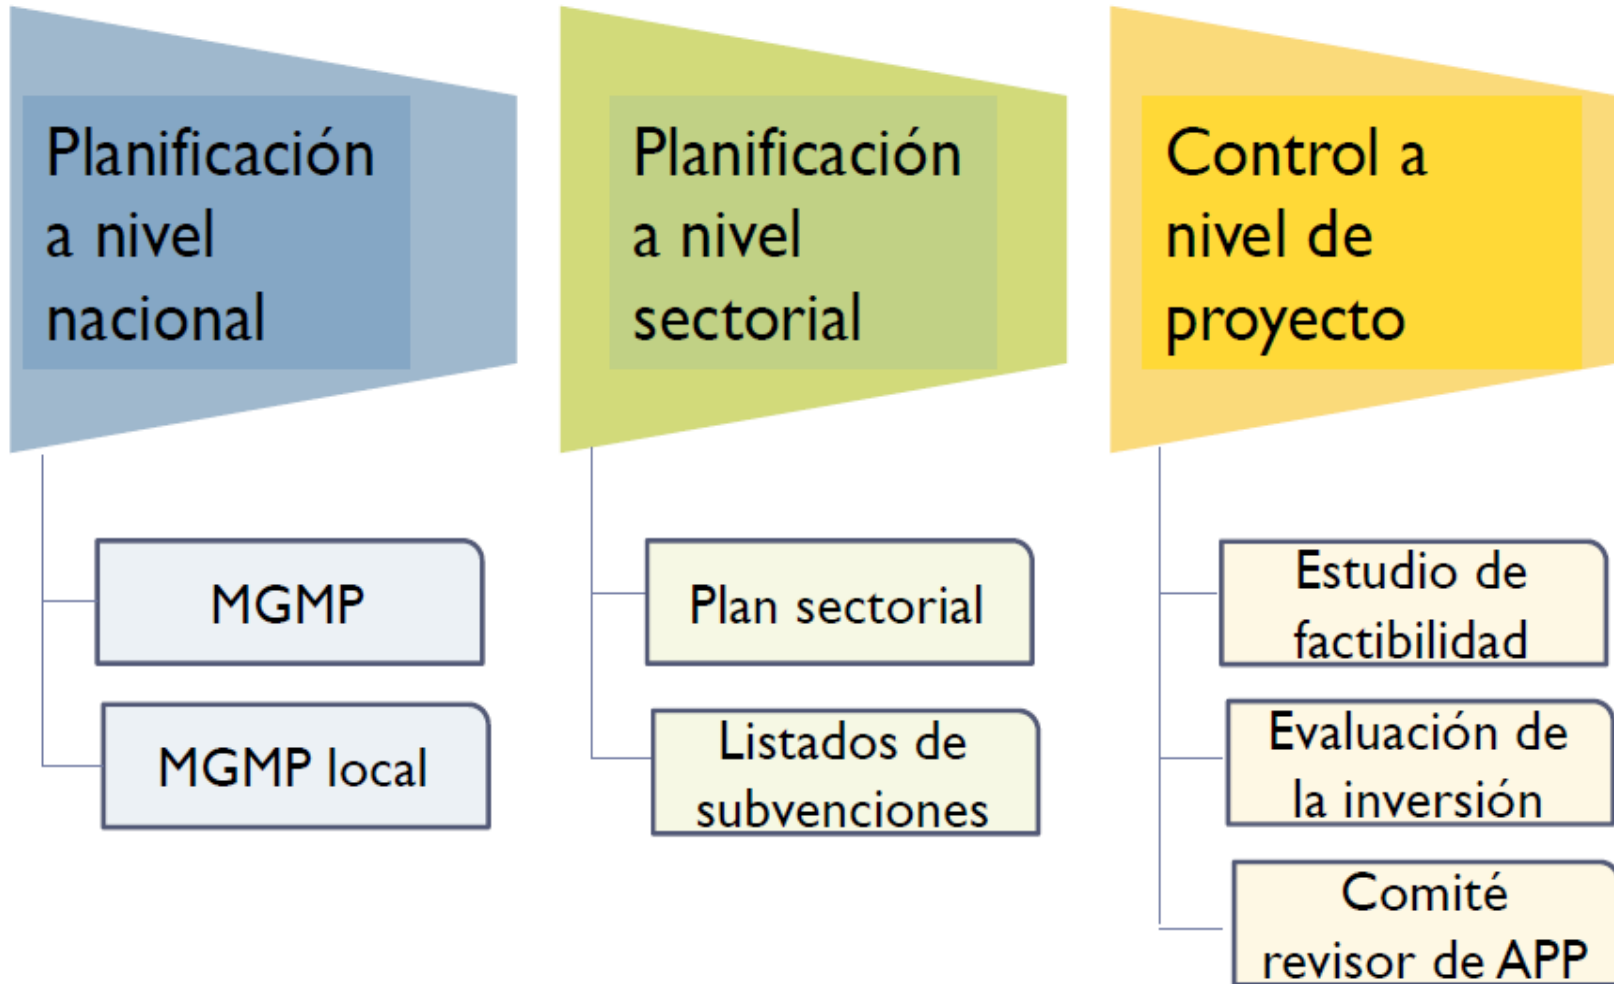 Planificación
a nivel
nacional
MGMP
MGMP local
Planificación
a nivel
sectorial
Plan sectorial
Listados de
subvenciones
Control a
nivel de
proyecto
Estudio de
factibilidad
Evaluación de
la inversión
Comité
revisor de APP